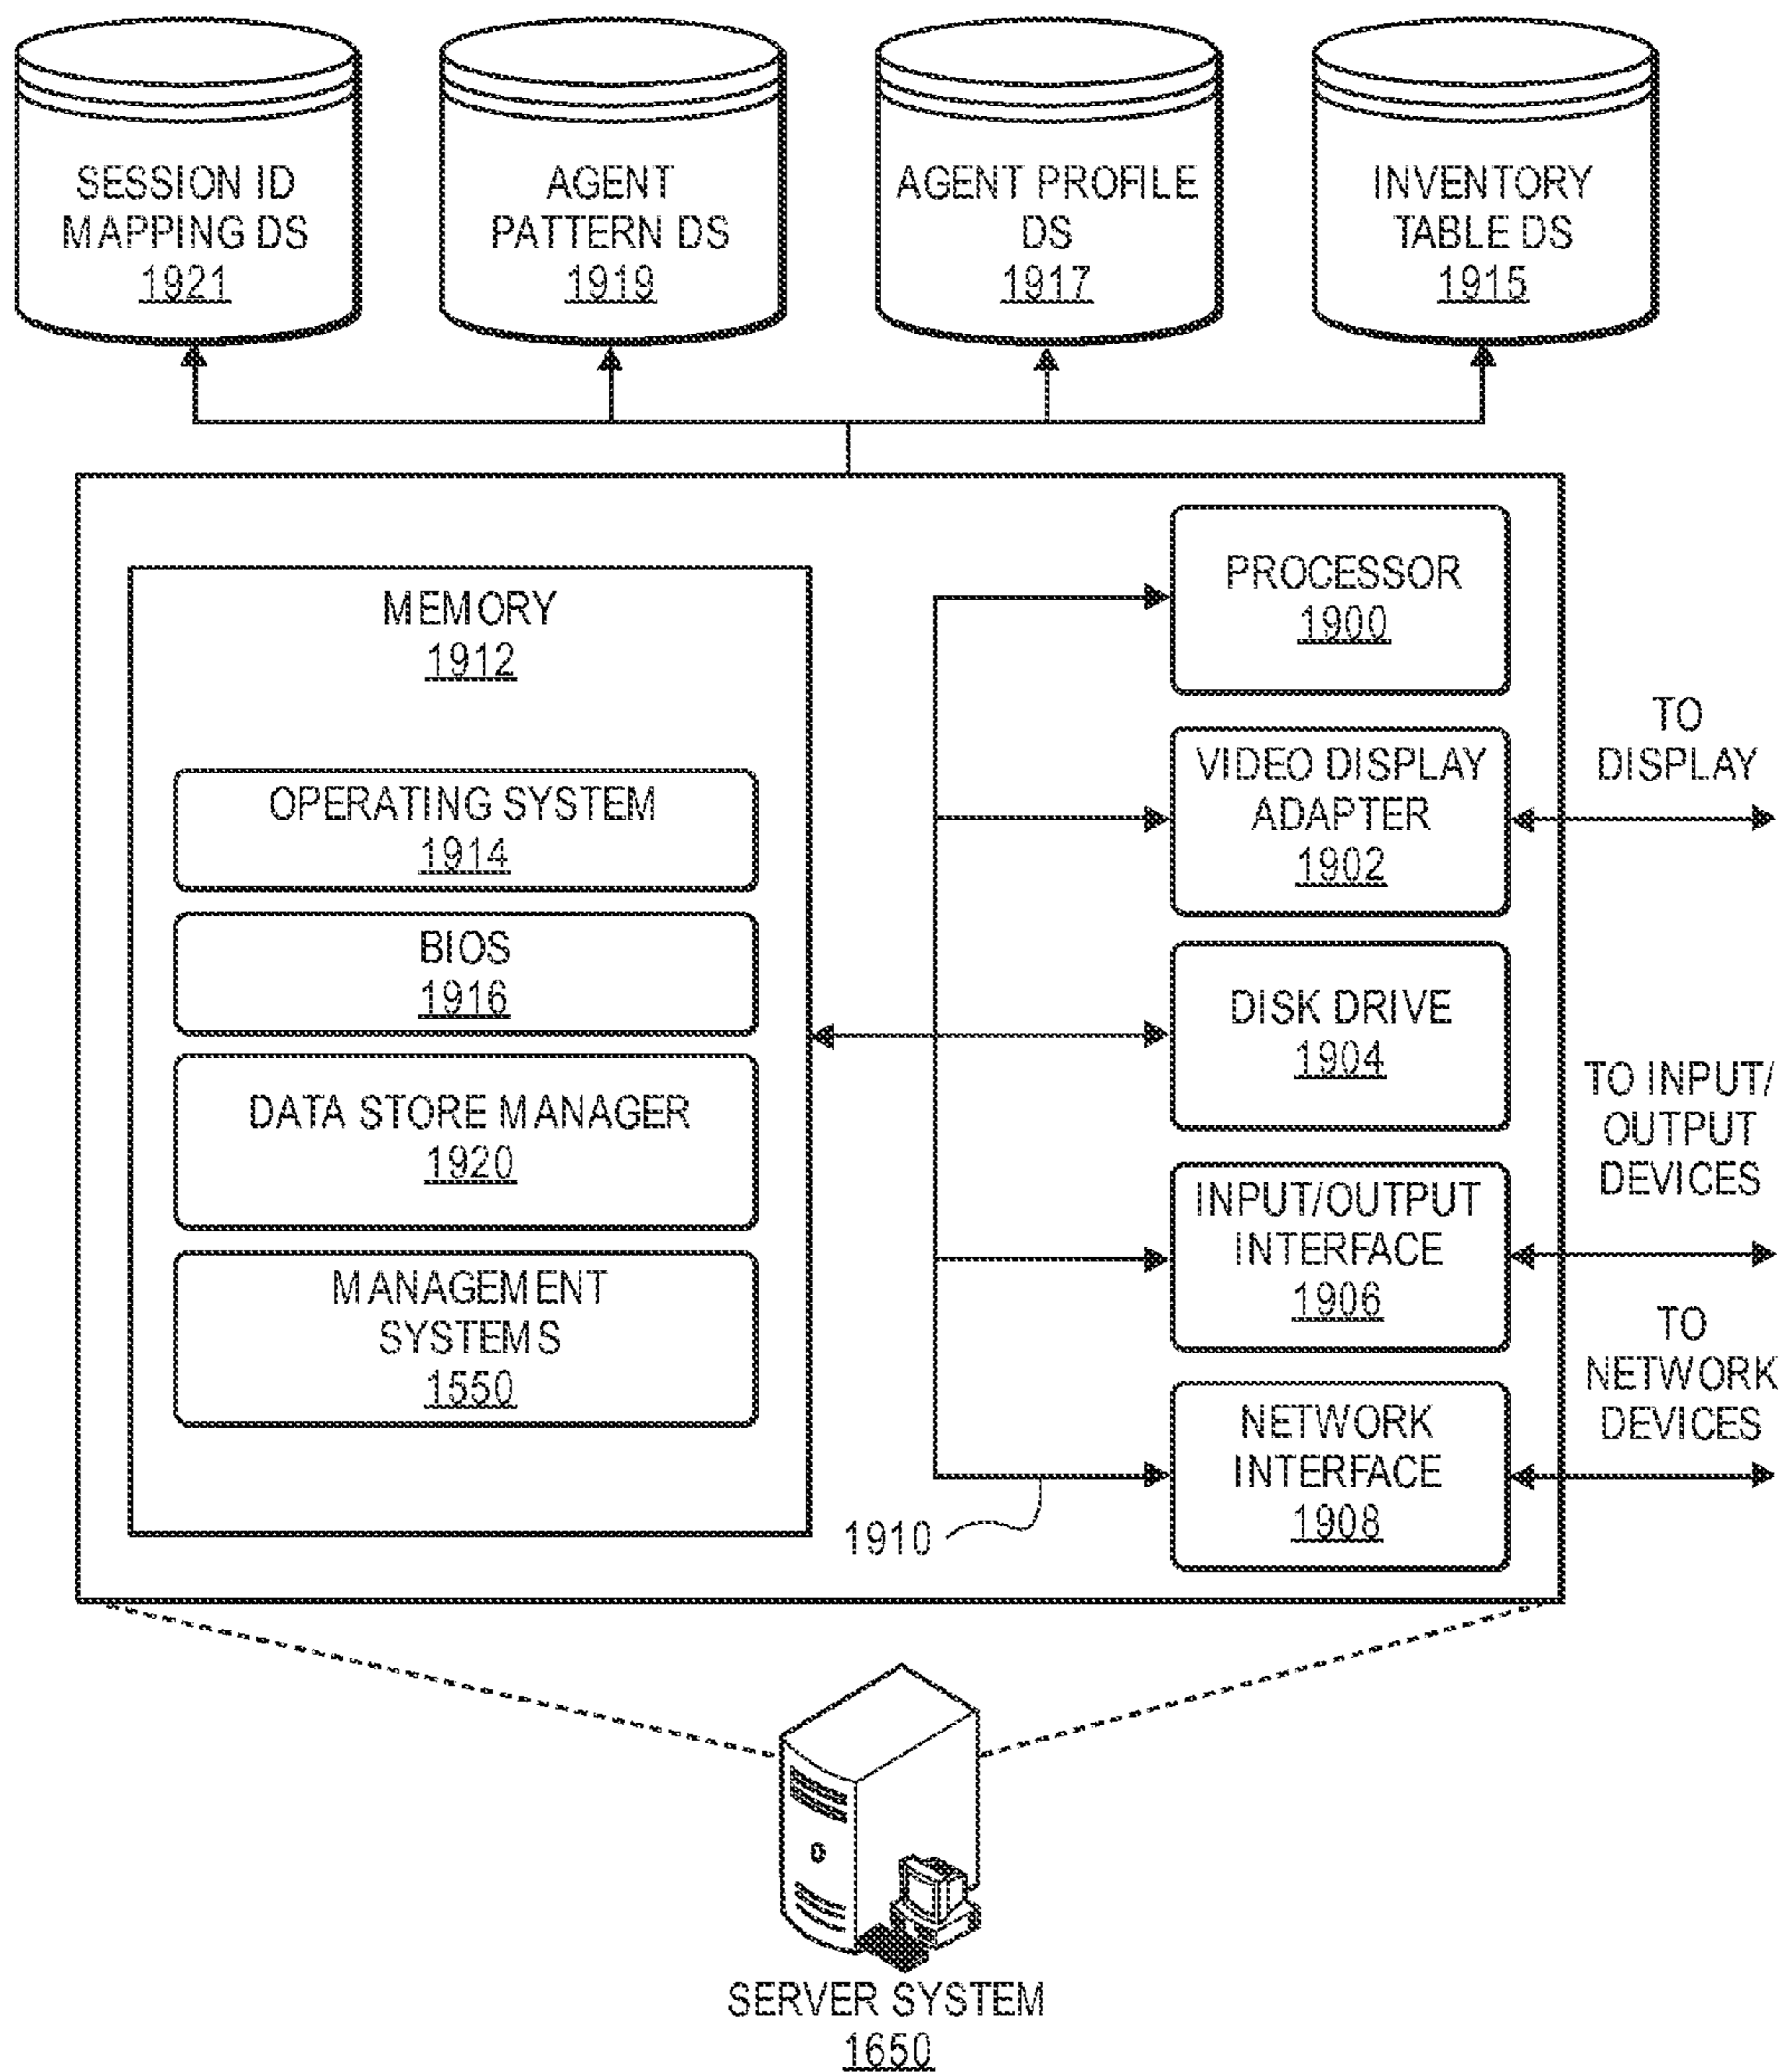 SESSION ID
MAPPING DS
1921
AGENT
PATTERN DS
1919
AGENT PROFILE
DS
1917
INVENTORY
TABLE DS
1915
MEMORY
1912
OPERATING SYSTEM
1914
BIOS
1916
DATA STORE MANAGER
1920
MANAGEMENT
SYSTEMS
1550
PROCESSOR
1900
VIDEO DISPLAY
ADAPTER
1902
DISK DRIVE
1904
INPUT/OUTPUT
INTERFACE
1906
NETWORK
INTERFACE
1908
1910
TO
DISPLAY
TO INPUT/
OUTPUT
DEVICES
TO
NETWORK
DEVICES
SERVER SYSTEM
1650